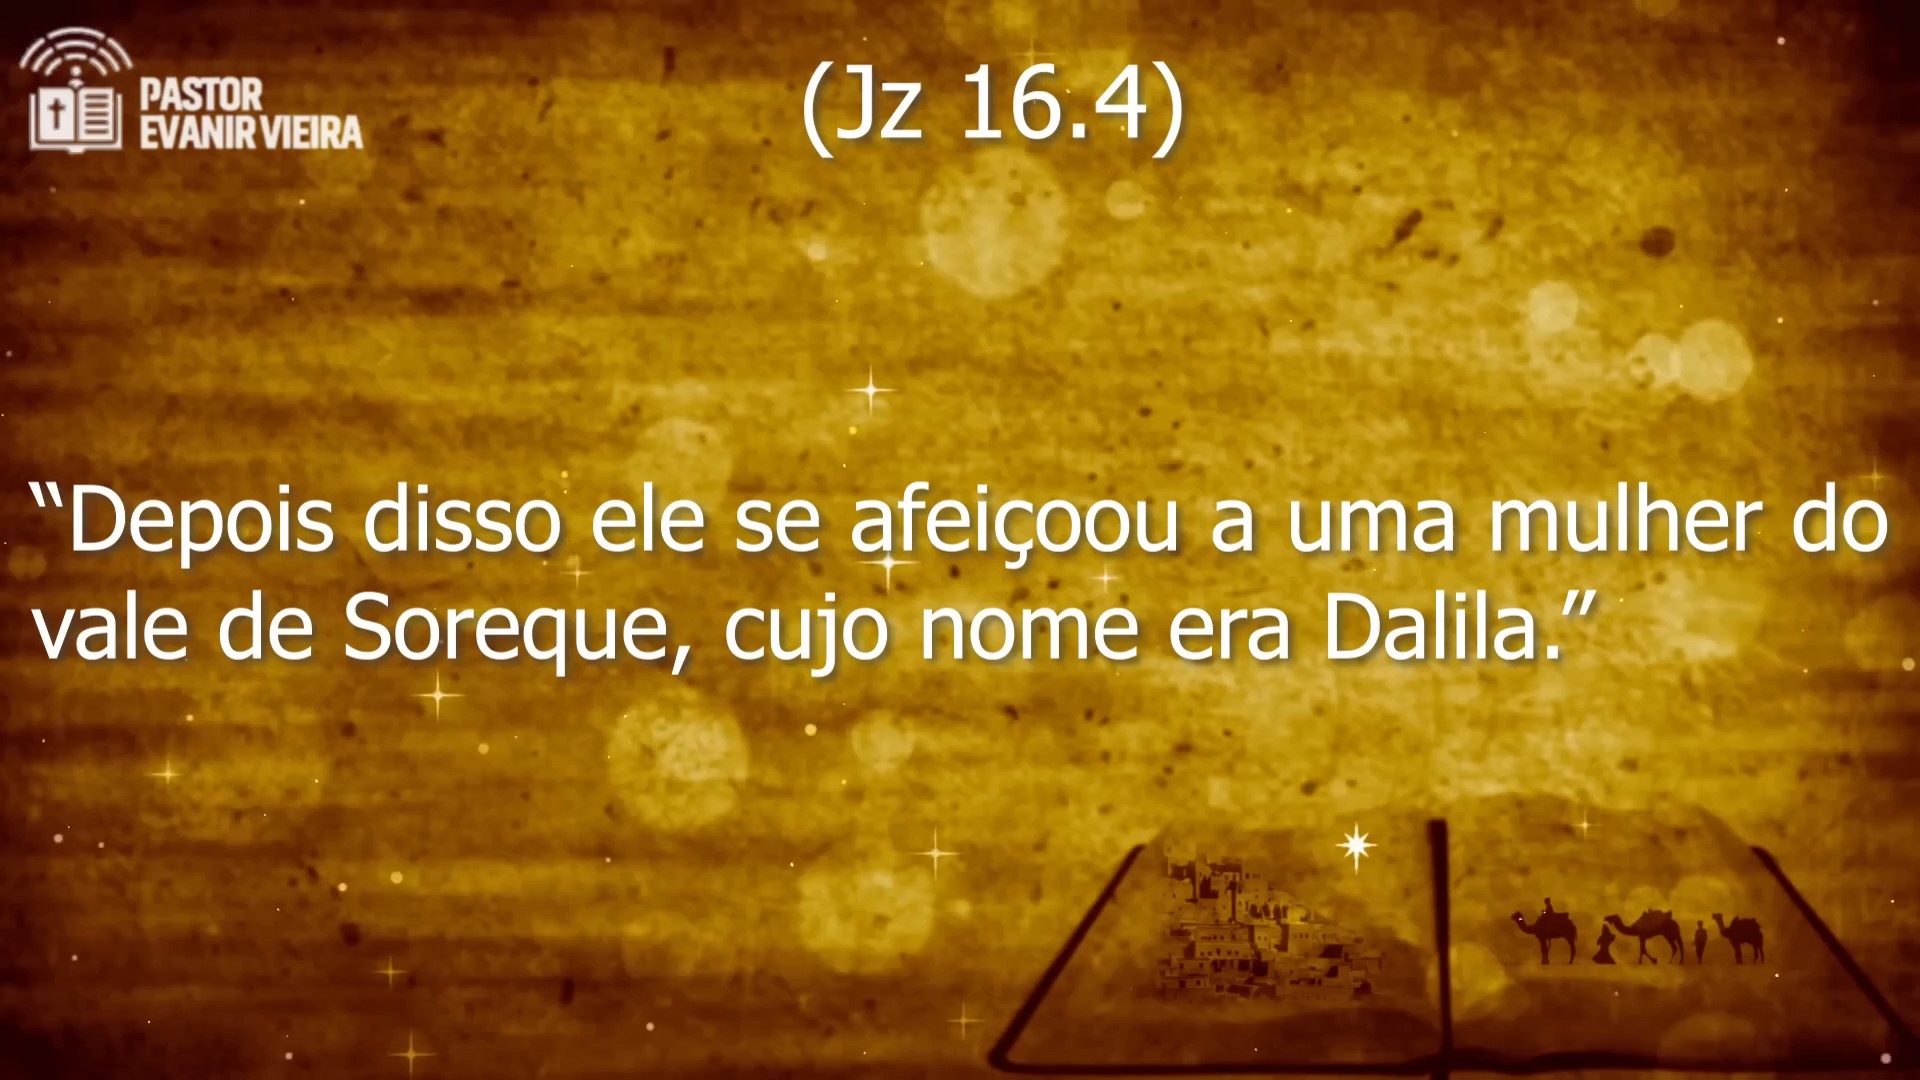 PASTOR
EVANIR VIEIRA
(Jz 16.4)
“Depois disso ele se afeiçoou a uma mulher do
vale de Soreque, cujo nome era Dalila.”